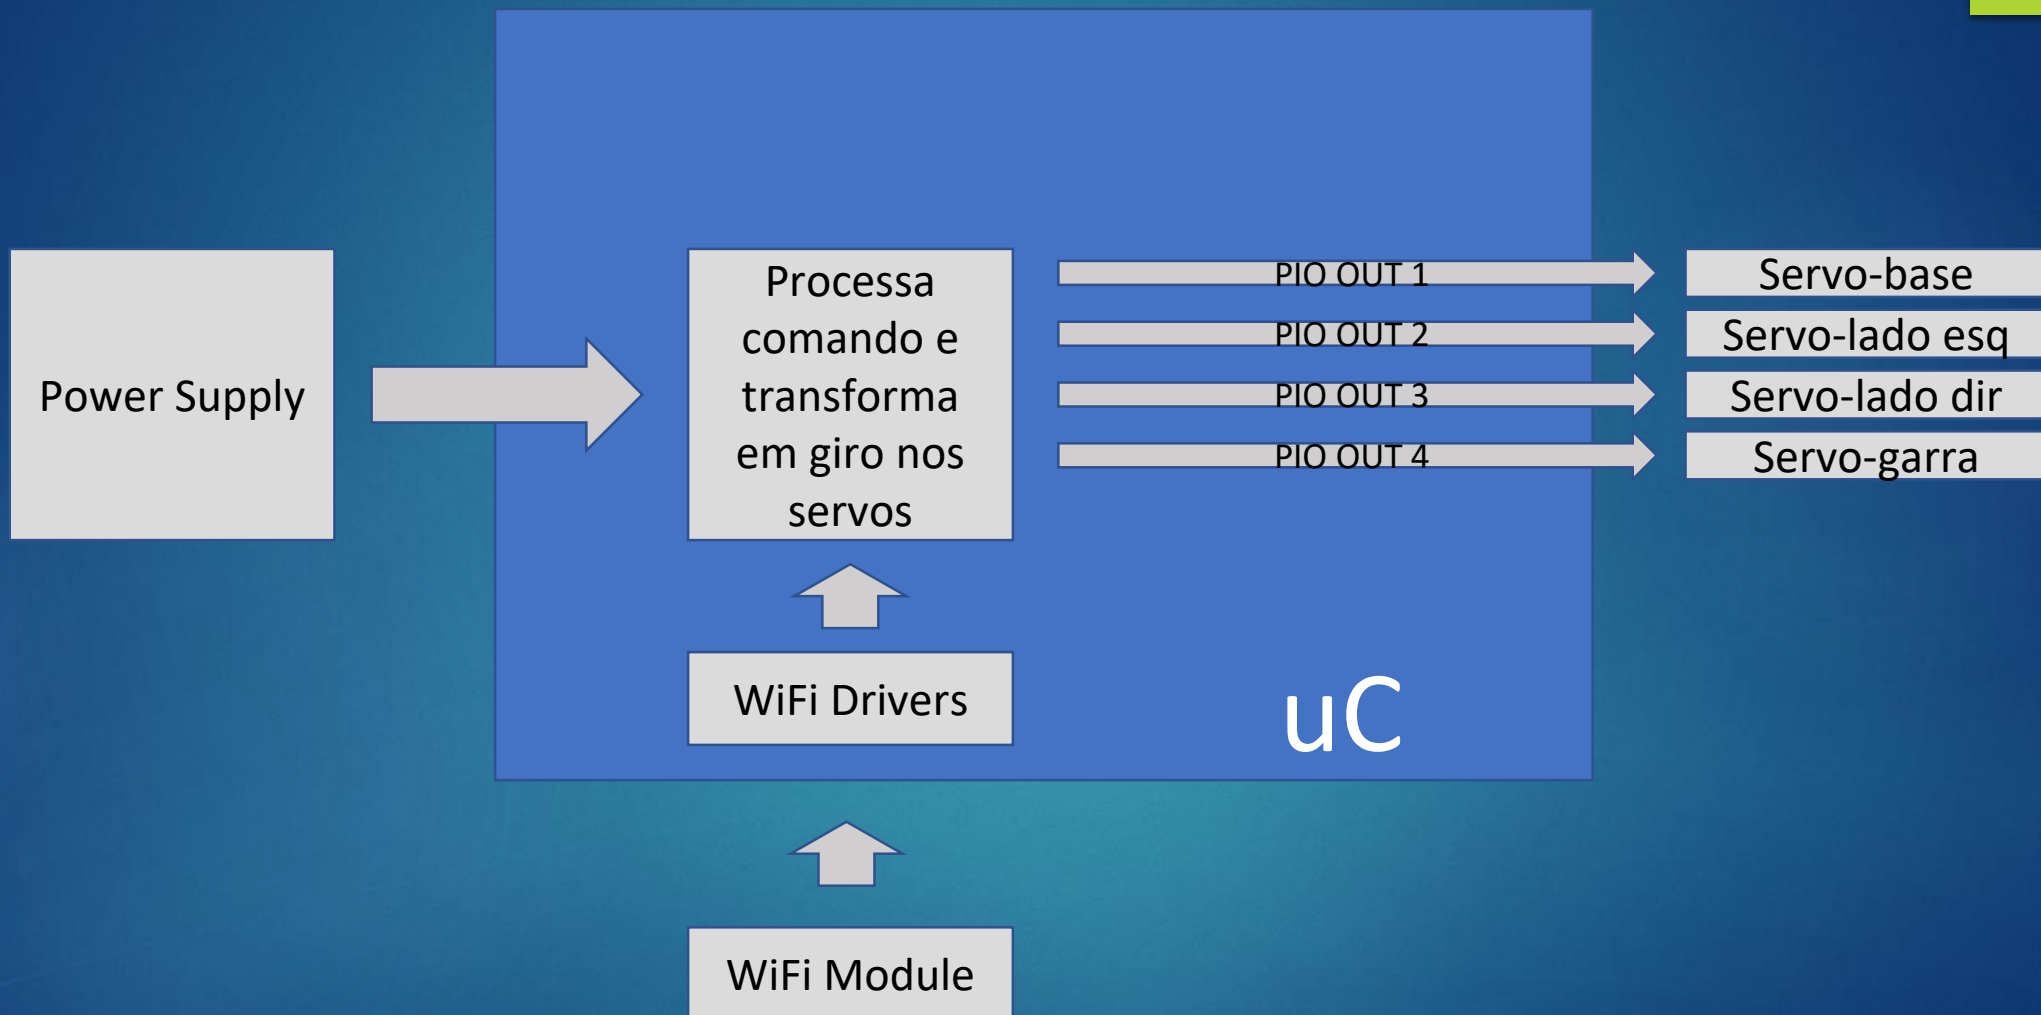 Power Supply
Processa
comando e
transforma
em giro nos
servos
PIO OUT 1
PIO OUT 2
PIO OUT 3
PIO OUT 4
Servo-base
Servo-lado esq
Servo-lado dir
Servo-garra
WiFi Drivers
uC
WiFi Module